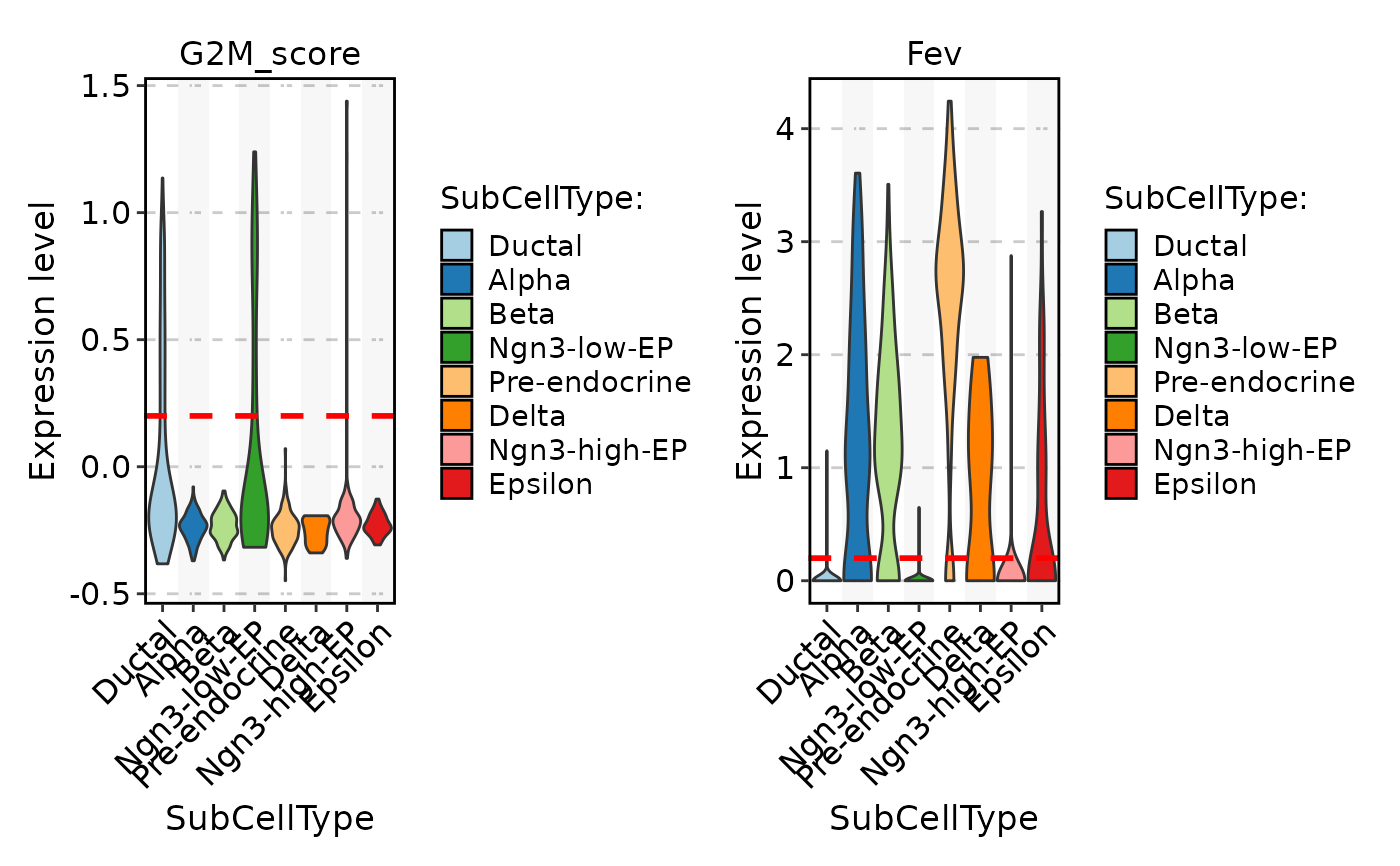 G2M_score
Expression level
1.5
1.0
0.5
0.0
-0.5
Ductal
Alpha
Beta
Ngn3-low-EP
Pre-endocrine
Delta
Ngn3-high-EP
Epsilon
SubCellType
SubCellType:
Ductal
Alpha
Beta
Ngn3-low-EP
Pre-endocrine
Delta
Ngn3-high-EP
Epsilon
Fev
Expression level
4
3
2
1
0
Ductal
Alpha
Beta
Ngn3-low-EP
Pre-endocrine
Delta
Ngn3-high-EP
Epsilon
SubCellType
SubCellType:
Ductal
Alpha
Beta
Ngn3-low-EP
Pre-endocrine
Delta
Ngn3-high-EP
Epsilon